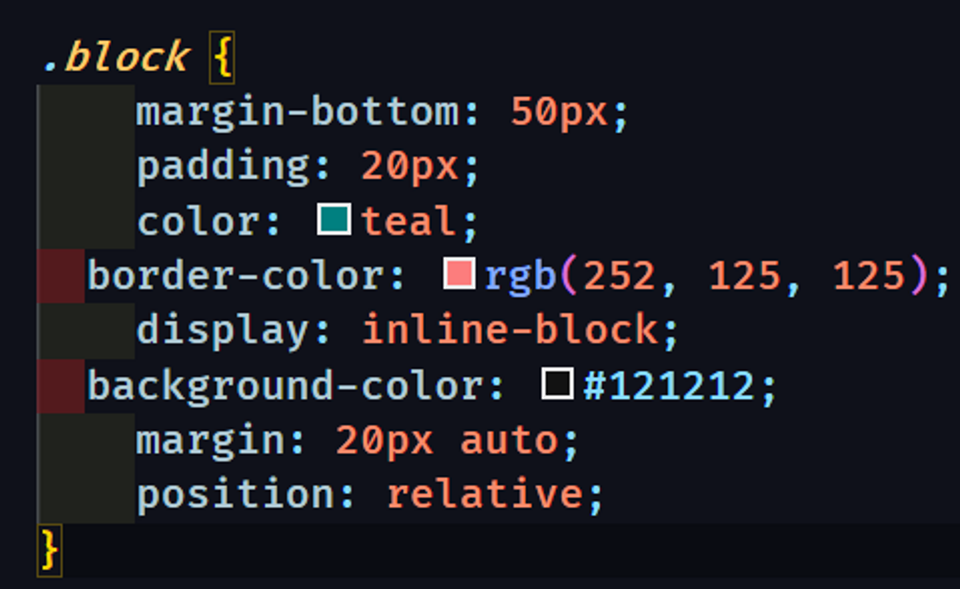 .block {
    margin-bottom: 50px;
    padding: 20px;
    color: teal;
  border-color: rgb(252, 125, 125);
    display: inline-block;
  background-color: #121212;
    margin: 20px auto;
    position: relative;
}